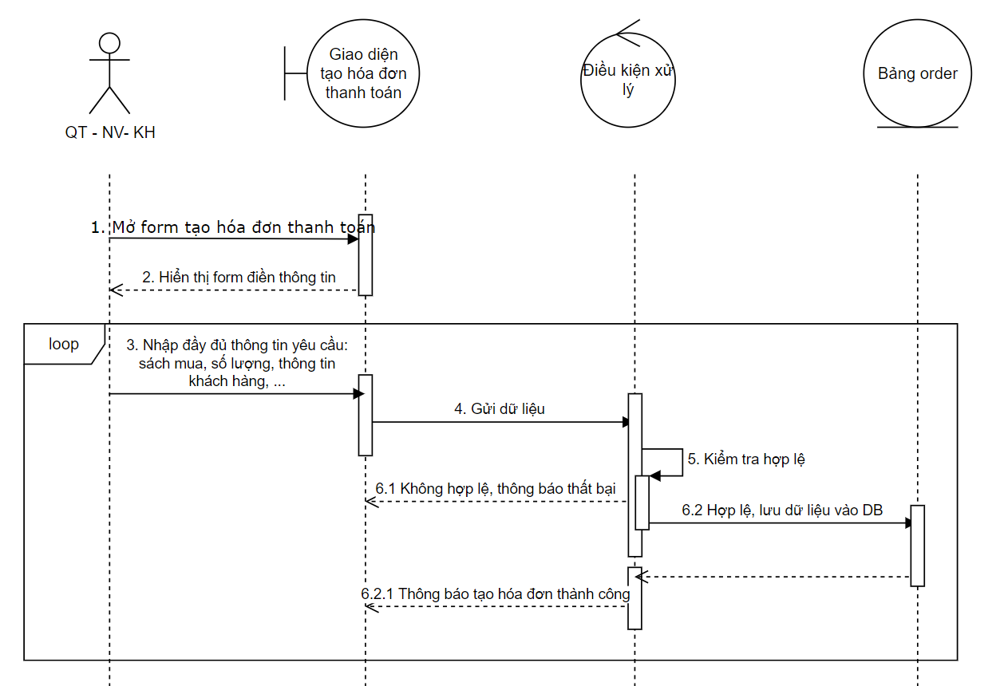 Giao diện
tạo hóa đơn
thanh toán
Điều kiện xử
lý
Bảng order
QT - NV- KH
1. Mở form tạo hóa đơn thanh toán
2. Hiển thị form điền thông tin
loop
3. Nhập đầy đủ thông tin yêu cầu:
sách mua, số lượng, thông tin
khách hàng, ...
4. Gửi dữ liệu
5. Kiểm tra hợp lệ
6.1 Không hợp lệ, thông báo thất bại
6.2 Hợp lệ, lưu dữ liệu vào DB
6.2.1 Thông báo tạo hóa đơn thành công